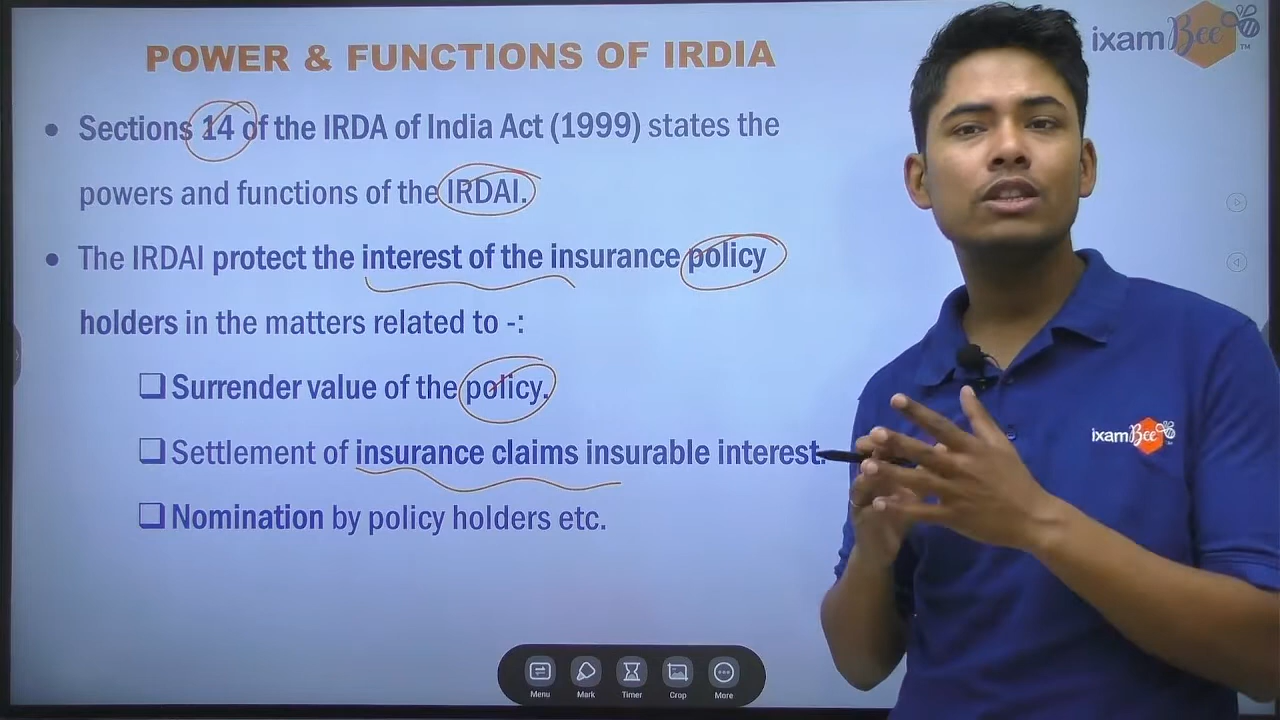 POWER & FUNCTIONS OF IRDIA
ixamBee™
• Sections 14 of the IRDA of India Act (1999) states the
powers and functions of the IRDAI.
• The IRDAI protect the interest of the insurance policy
holders in the matters related to -:
❑ Surrender value of the policy.
❑ Settlement of insurance claims insurable interest.
❑ Nomination by policy holders etc.
ixamBee
Menu Mark Timer Crop More